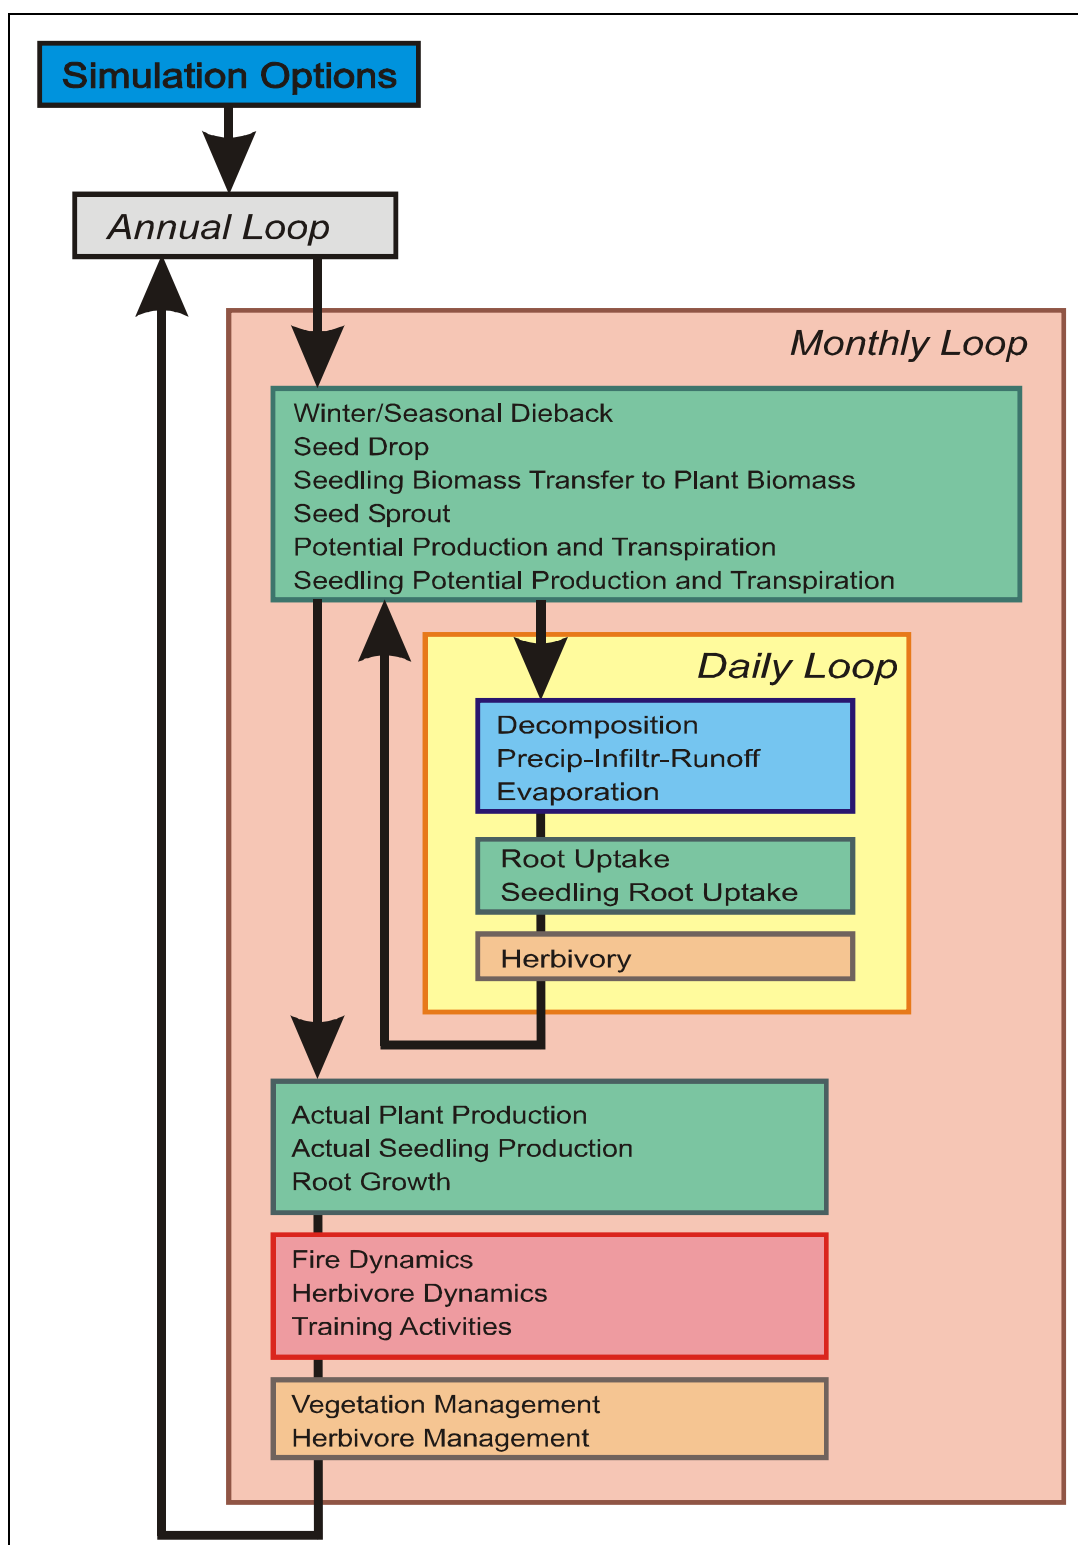 Simulation Options
Annual Loop
Monthly Loop
Winter/Seasonal Dieback
Seed Drop
Seedling Biomass Transfer to Plant Biomass
Seed Sprout
Potential Production and Transpiration
Seedling Potential Production and Transpiration
Daily Loop
Decomposition
Precip-Infiltr-Runoff
Evaporation
Root Uptake
Seedling Root Uptake
Herbivory
Actual Plant Production
Actual Seedling Production
Root Growth
Fire Dynamics
Herbivore Dynamics
Training Activities
Vegetation Management
Herbivore Management